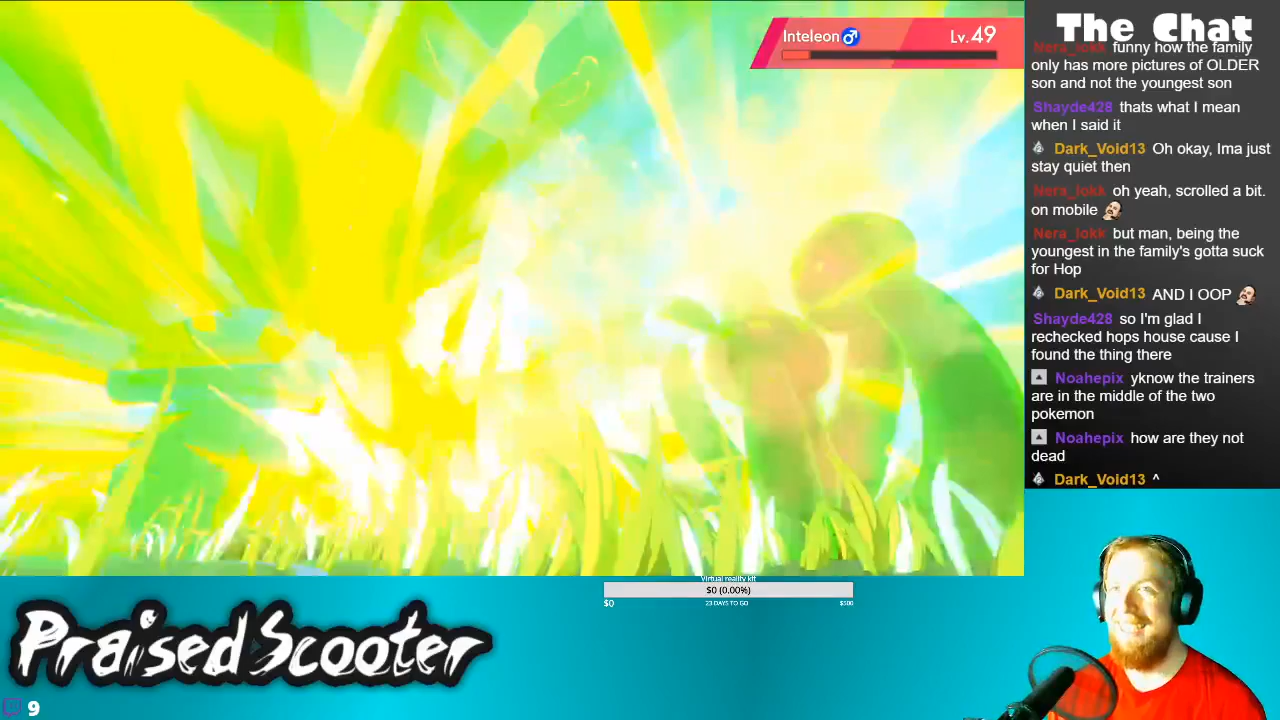 Inteleon♂ Lv.49
The Chat
Nera_lokk funny how the family
only has more pictures of OLDER
son and not the youngest son
Shayde428 thats what I mean
when I said it
Dark_Void13 Oh okay, Ima just
stay quiet then
Nera_lokk oh yeah, scrolled a bit.
on mobile
Nera_lokk but man, being the
youngest in the family's gotta suck
for Hop
Dark_Void13 AND I OOP
Shayde428 so I'm glad I
rechecked hops house cause I
found the thing there
Noahepix yknow the trainers
are in the middle of the two
pokemon
Noahepix how are they not
dead
Dark_Void13 ^
Virtual reality kit
$0 (0.00%)
$0 23 DAYS TO GO $500
Praised Scooter
9